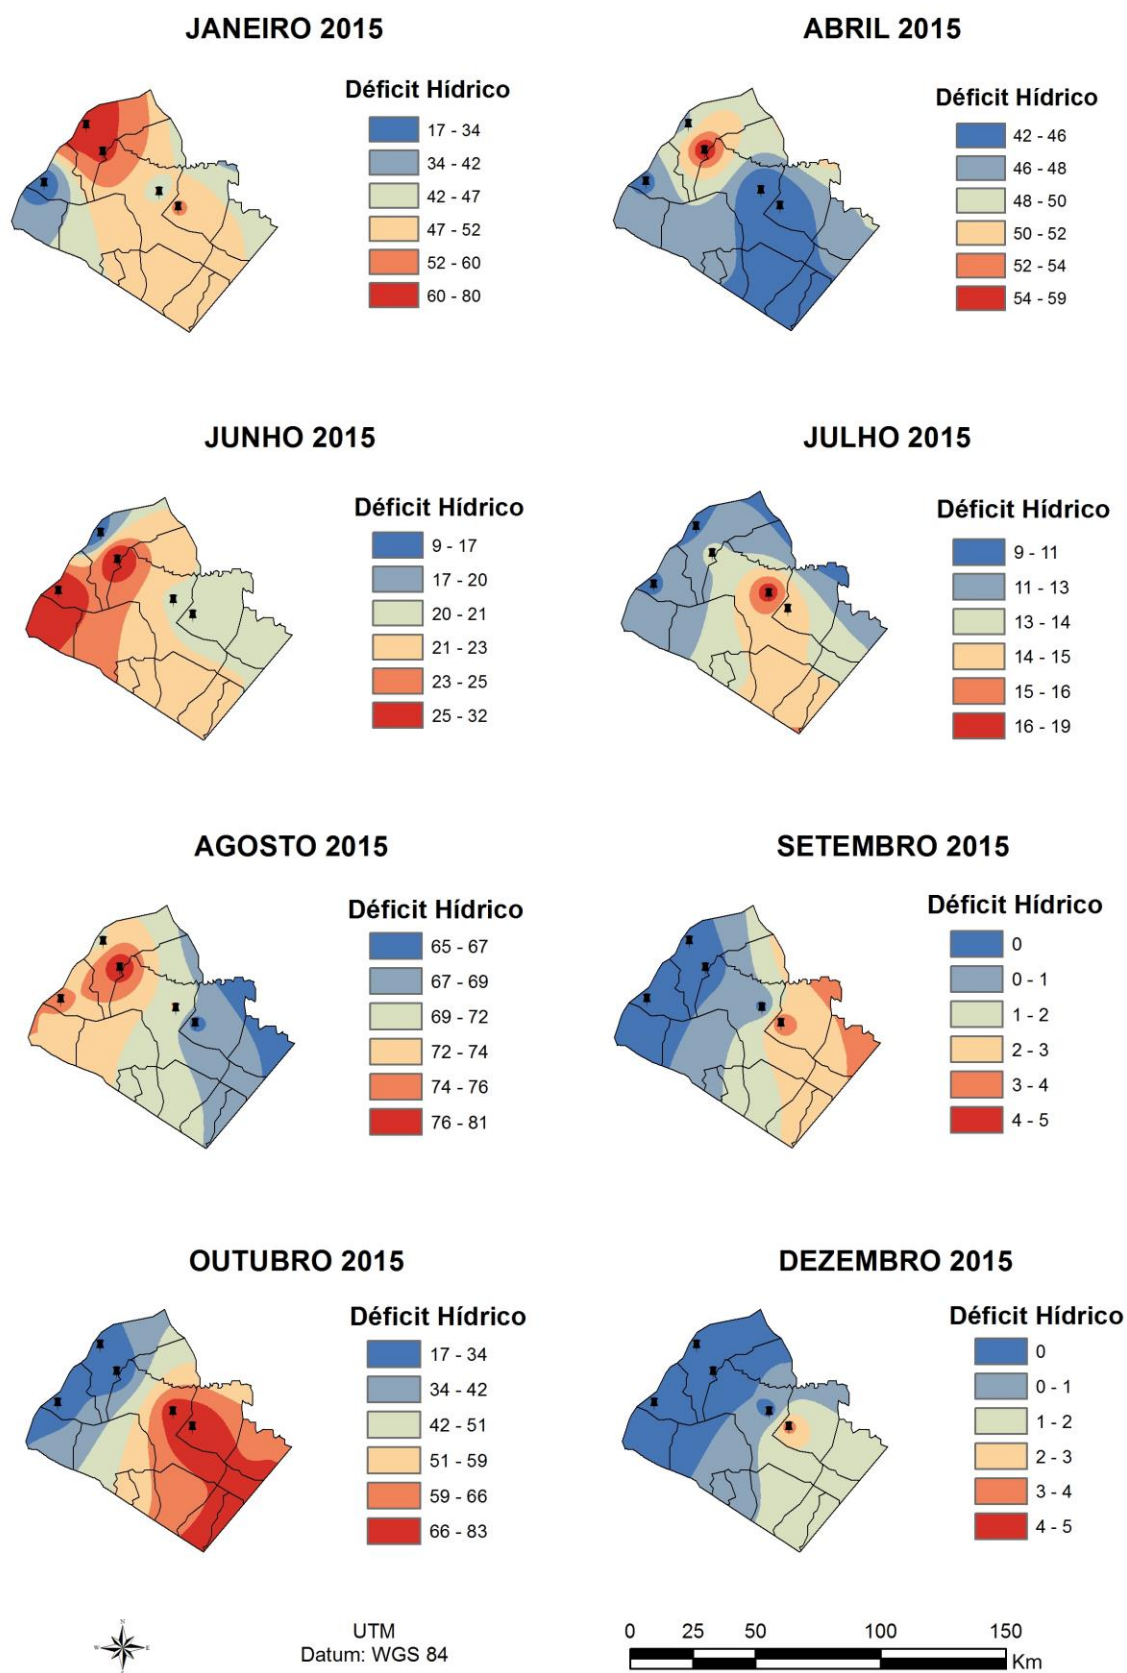 JANEIRO 2015
Déficit Hídrico
17 - 34
34 - 42
42 - 47
47 - 52
52 - 60
60 - 80
ABRIL 2015
Déficit Hídrico
42 - 46
46 - 48
48 - 50
50 - 52
52 - 54
54 - 59
JUNHO 2015
Déficit Hídrico
9 - 17
17 - 20
20 - 21
21 - 23
23 - 25
25 - 32
JULHO 2015
Déficit Hídrico
9 - 11
11 - 13
13 - 14
14 - 15
15 - 16
16 - 19
AGOSTO 2015
Déficit Hídrico
65 - 67
67 - 69
69 - 72
72 - 74
74 - 76
76 - 81
SETEMBRO 2015
Déficit Hídrico
0
0 - 1
1 - 2
2 - 3
3 - 4
4 - 5
OUTUBRO 2015
Déficit Hídrico
17 - 34
34 - 42
42 - 51
51 - 59
59 - 66
66 - 83
DEZEMBRO 2015
Déficit Hídrico
0
0 - 1
1 - 2
2 - 3
3 - 4
4 - 5
N
W E
S
UTM
Datum: WGS 84
0 25 50 100 150
Km